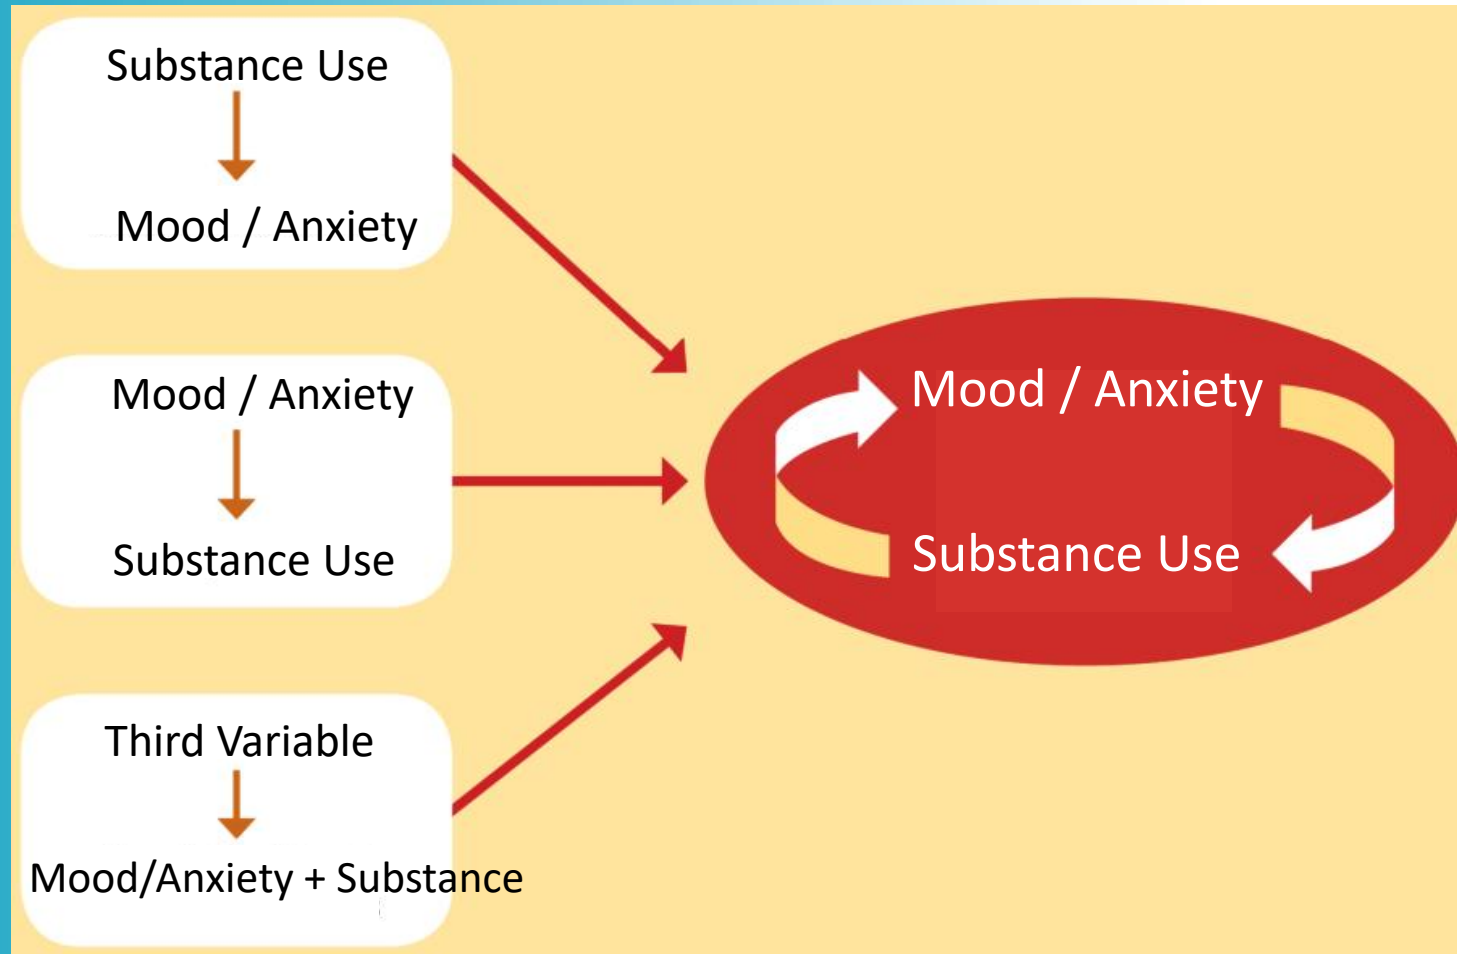 Substance Use
Mood / Anxiety
Mood / Anxiety
Substance Use
Third Variable
Mood/Anxiety + Substance
Mood / Anxiety
Substance Use